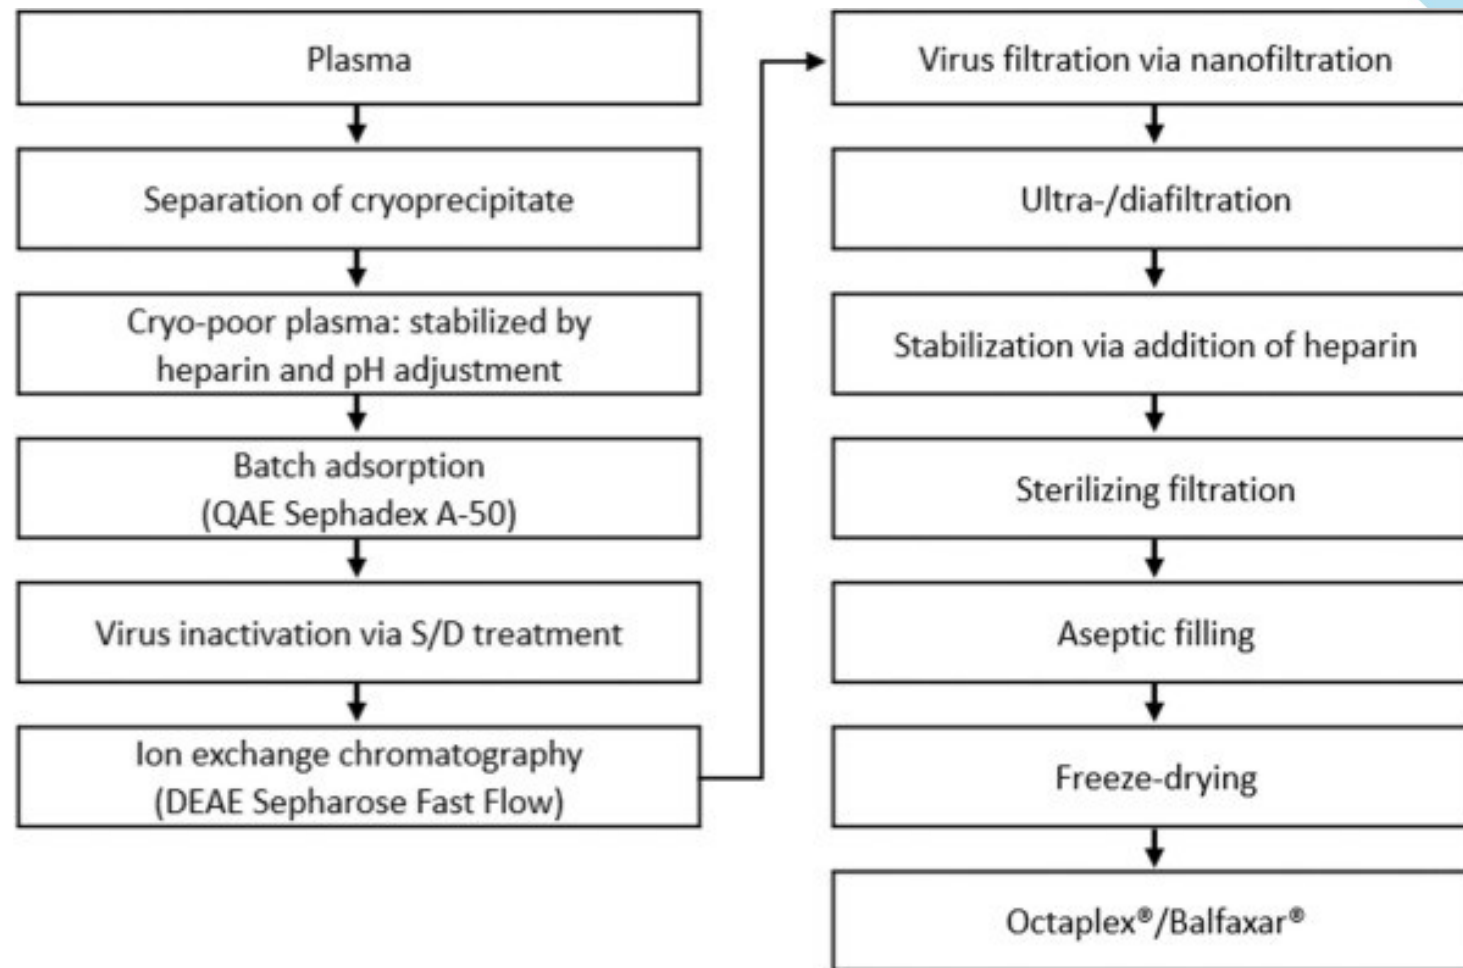 Plasma
Separation of cryoprecipitate
Cryo-poor plasma: stabilized by
heparin and pH adjustment
Batch adsorption
(QAE Sephadex A-50)
Virus inactivation via S/D treatment
Ion exchange chromatography
(DEAE Sepharose Fast Flow)
Virus filtration via nanofiltration
Ultra-/diafiltration
Stabilization via addition of heparin
Sterilizing filtration
Aseptic filling
Freeze-drying
Octaplex®/Balfaxar®